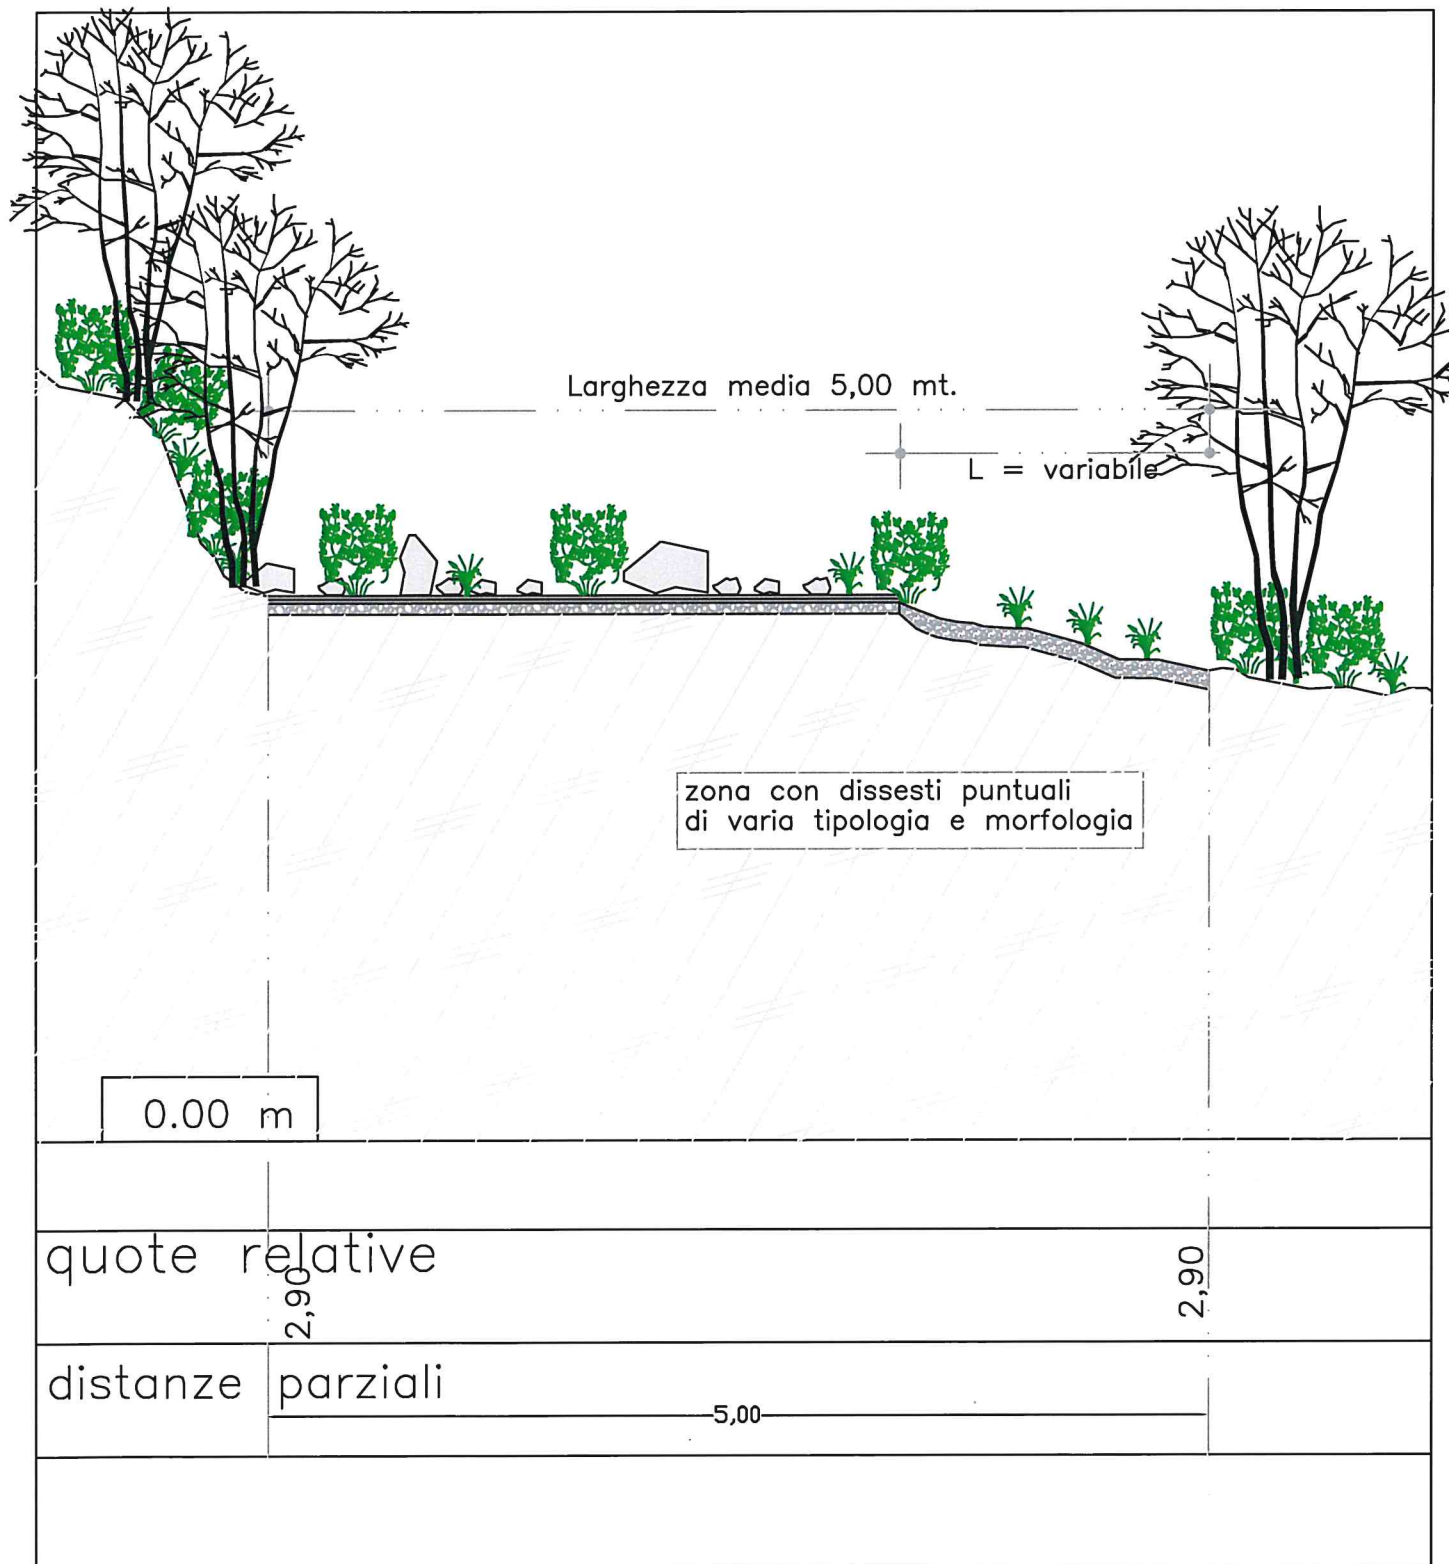 Larghezza media 5,00 mt.
L = variabile
zona con dissesti puntuali
di varia tipologia e morfologia
0.00 m
quote relative
2,90
2,90
distanze parziali
5,00